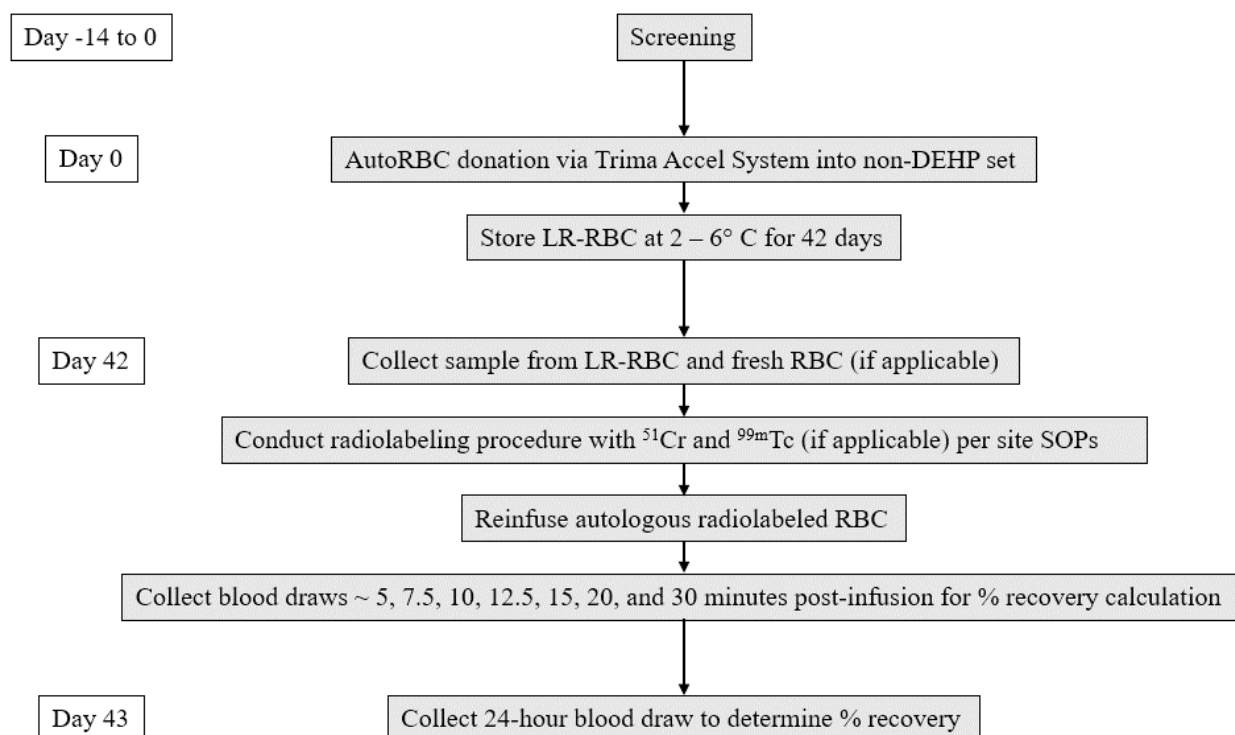 Day -14 to 0
Screening
Day 0
AutoRBC donation via Trima Accel System into non-DEHP set
Store LR-RBC at 2 – 6° C for 42 days
Day 42
Collect sample from LR-RBC and fresh RBC (if applicable)
Conduct radiolabeling procedure with ⁵¹Cr and ⁹⁹ᵐTc (if applicable) per site SOPs
Reinfuse autologous radiolabeled RBC
Collect blood draws ~ 5, 7.5, 10, 12.5, 15, 20, and 30 minutes post-infusion for % recovery calculation
Day 43
Collect 24-hour blood draw to determine % recovery